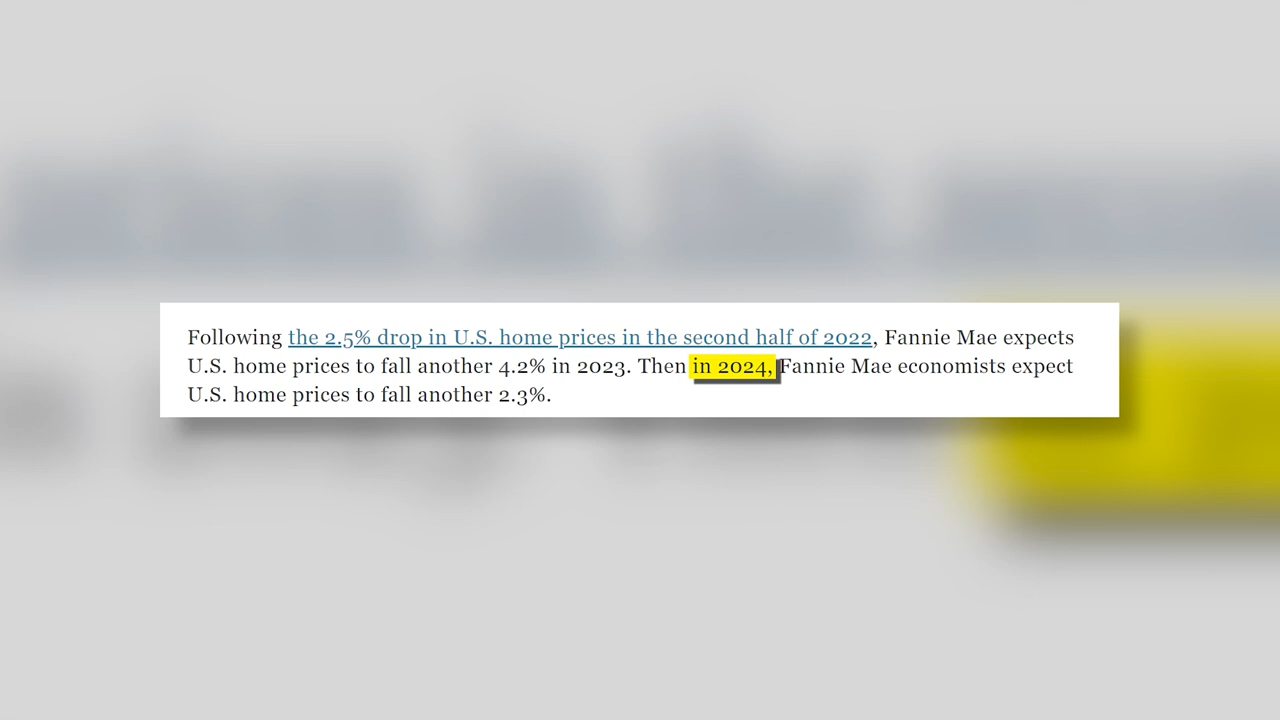 Following the 2.5% drop in U.S. home prices in the second half of 2022, Fannie Mae expects
U.S. home prices to fall another 4.2% in 2023. Then in 2024, Fannie Mae economists expect
U.S. home prices to fall another 2.3%.